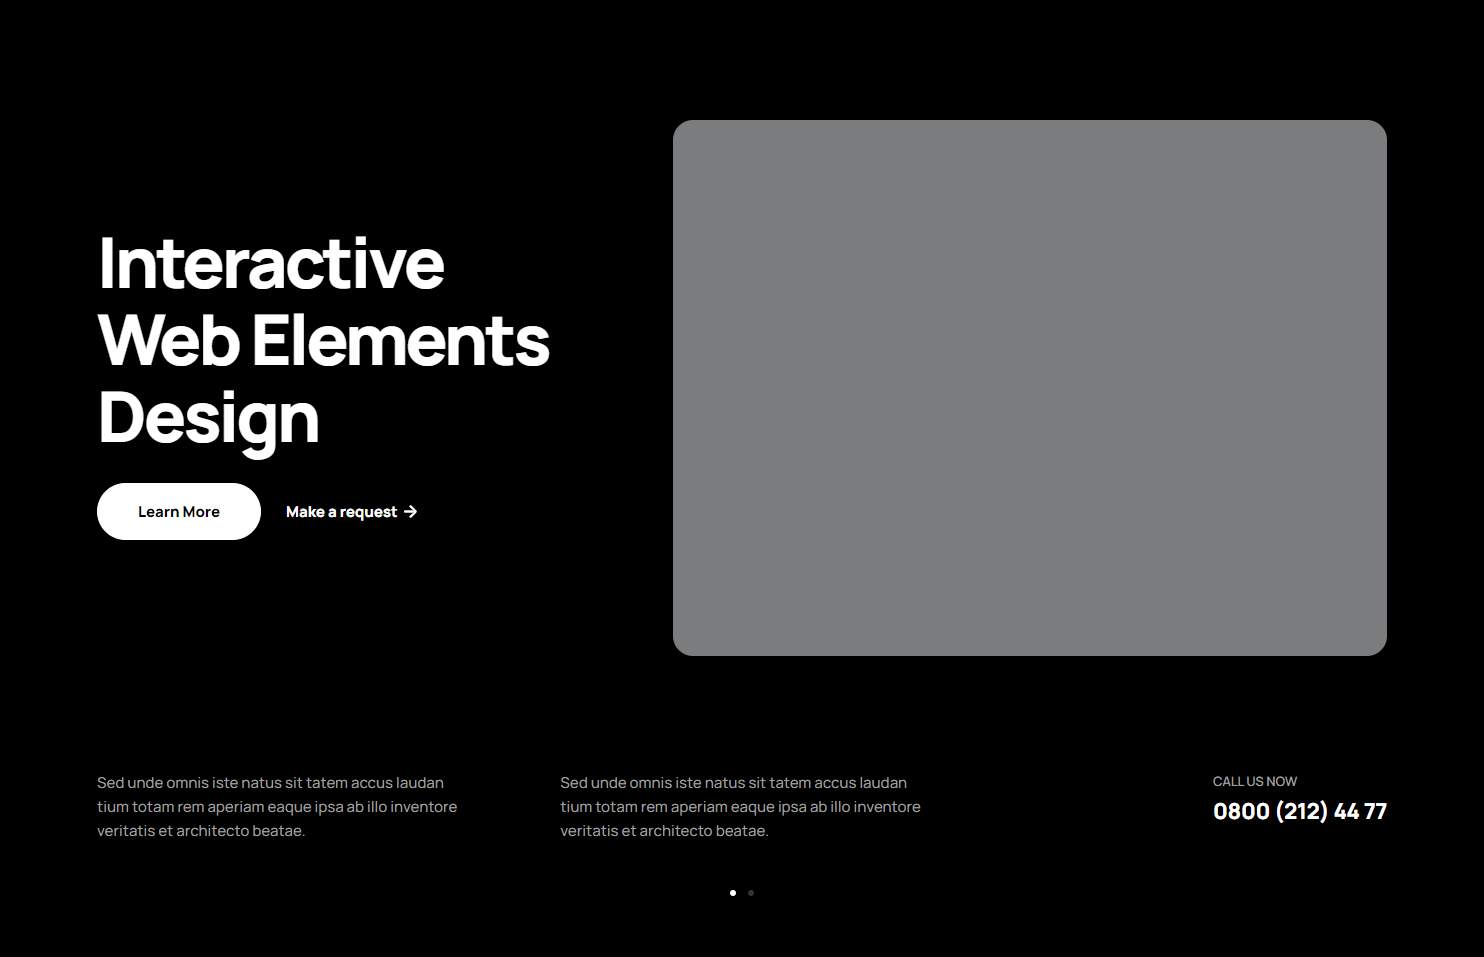 Interactive
Web Elements
Design
Learn More
Make a request →
Sed unde omnis iste natus sit tatem accus laudan
tium totam rem aperiam eaque ipsa ab illo inventore
veritatis et architecto beatae.
Sed unde omnis iste natus sit tatem accus laudan
tium totam rem aperiam eaque ipsa ab illo inventore
veritatis et architecto beatae.
CALL US NOW
0800 (212) 44 77